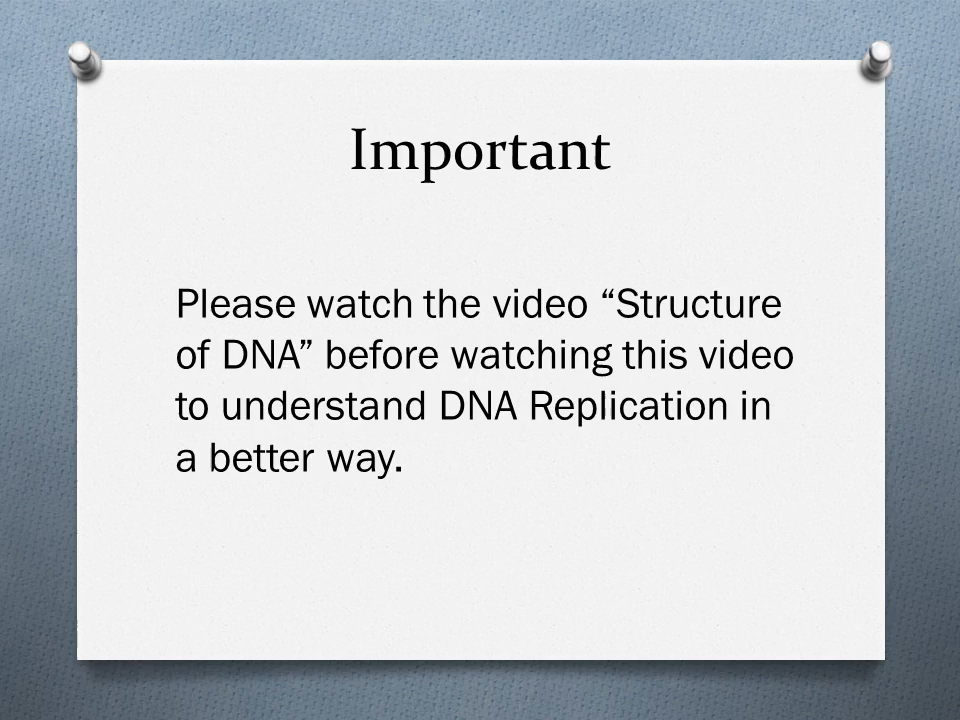 Important
Please watch the video “Structure
of DNA” before watching this video
to understand DNA Replication in
a better way.